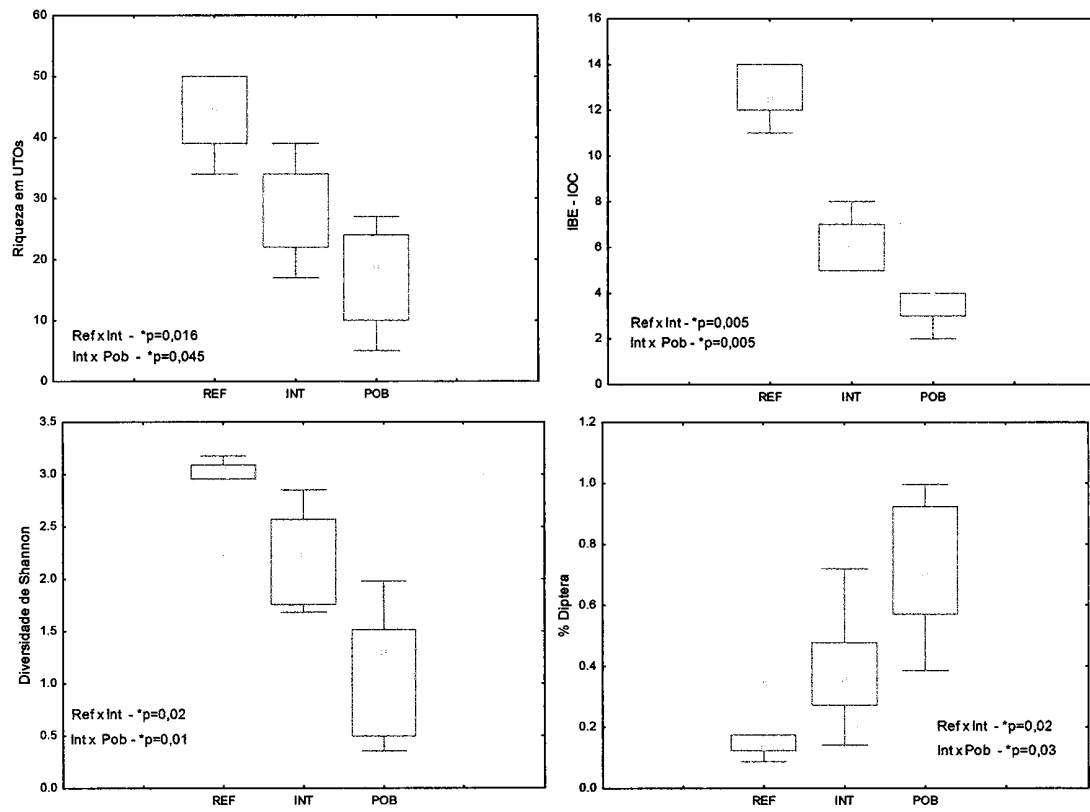 Riqueza em UTOs
60
50
40
30
20
10
0
Ref x Int - *p=0,016
Int x Pob - *p=0,045
REF INT POB
IBE - IOC
16
14
12
10
8
6
4
2
0
Ref x Int - *p=0,005
Int x Pob - *p=0,005
REF INT POB
Diversidade de Shannon
3.5
3.0
2.5
2.0
1.5
1.0
0.5
0.0
Ref x Int - *p=0,02
Int x Pob - *p=0,01
REF INT POB
% Diptera
1.2
1.0
0.8
0.6
0.4
0.2
0.0
Ref x Int - *p=0,02
Int x Pob - *p=0,03
REF INT POB